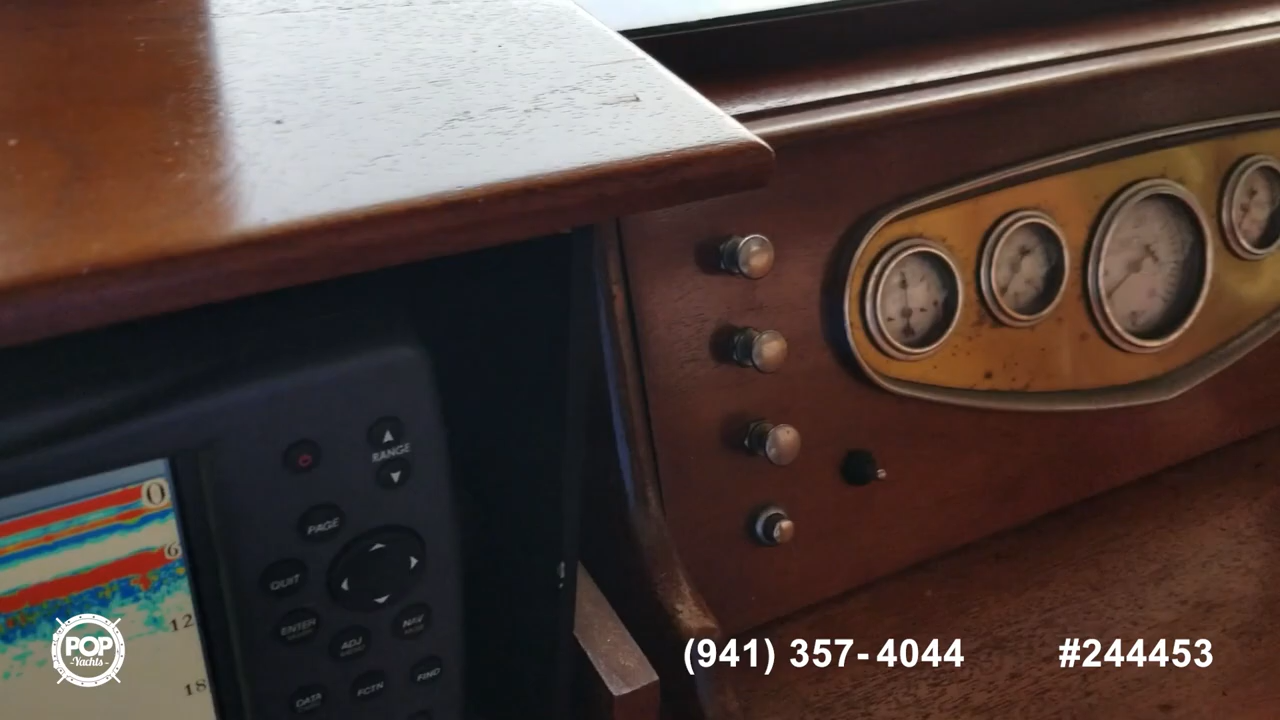 RANGE
PAGE
QUIT
ENTER
ADJ
NAV
DATA
FCTN
FIND
0
6
12
18
POP
-Yachts-
(941) 357-4044
#244453